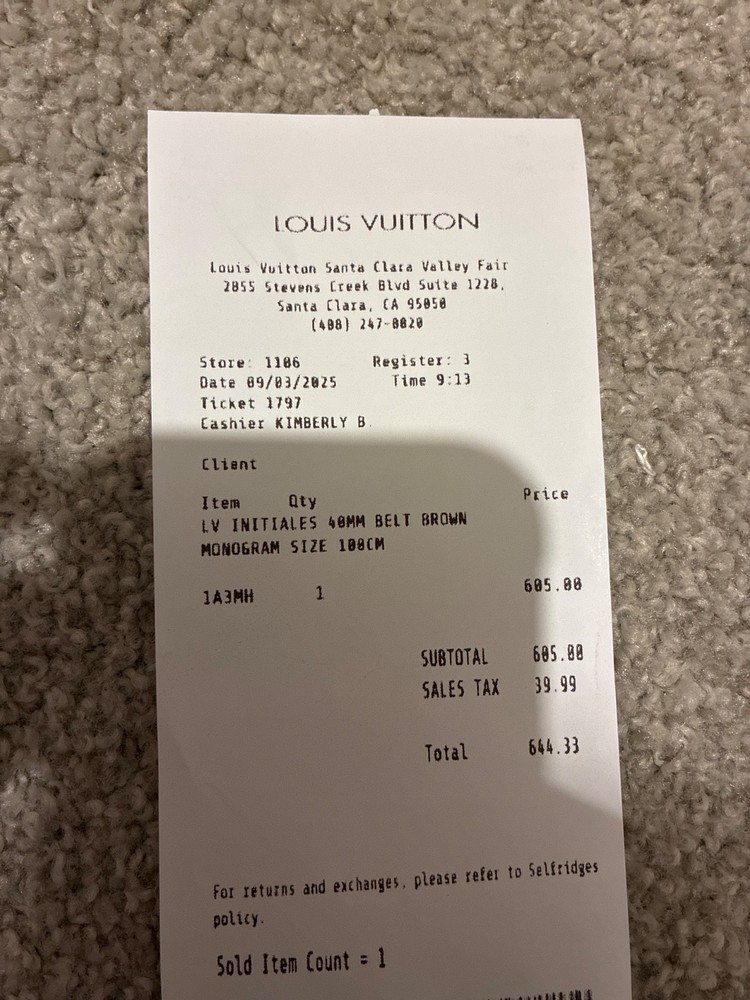 LOUIS VUITTON
Louis Vuitton Santa Clara Valley Fair
2855 Stevens Creek Blvd Suite 1228,
Santa Clara, CA 95050
(408) 247-0020
Store: 1106 Register: 3
Date 09/03/2025 Time 9:13
Ticket 1797
Cashier KIMBERLY B.
Client
Item Qty Price
LV INITIALES 40MM BELT BROWN
MONOGRAM SIZE 100CM
1A3MH 1 605.00
SUBTOTAL 605.00
SALES TAX 39.99
Total 644.33
For returns and exchanges, please refer to Selfridges
policy.
Sold Item Count = 1